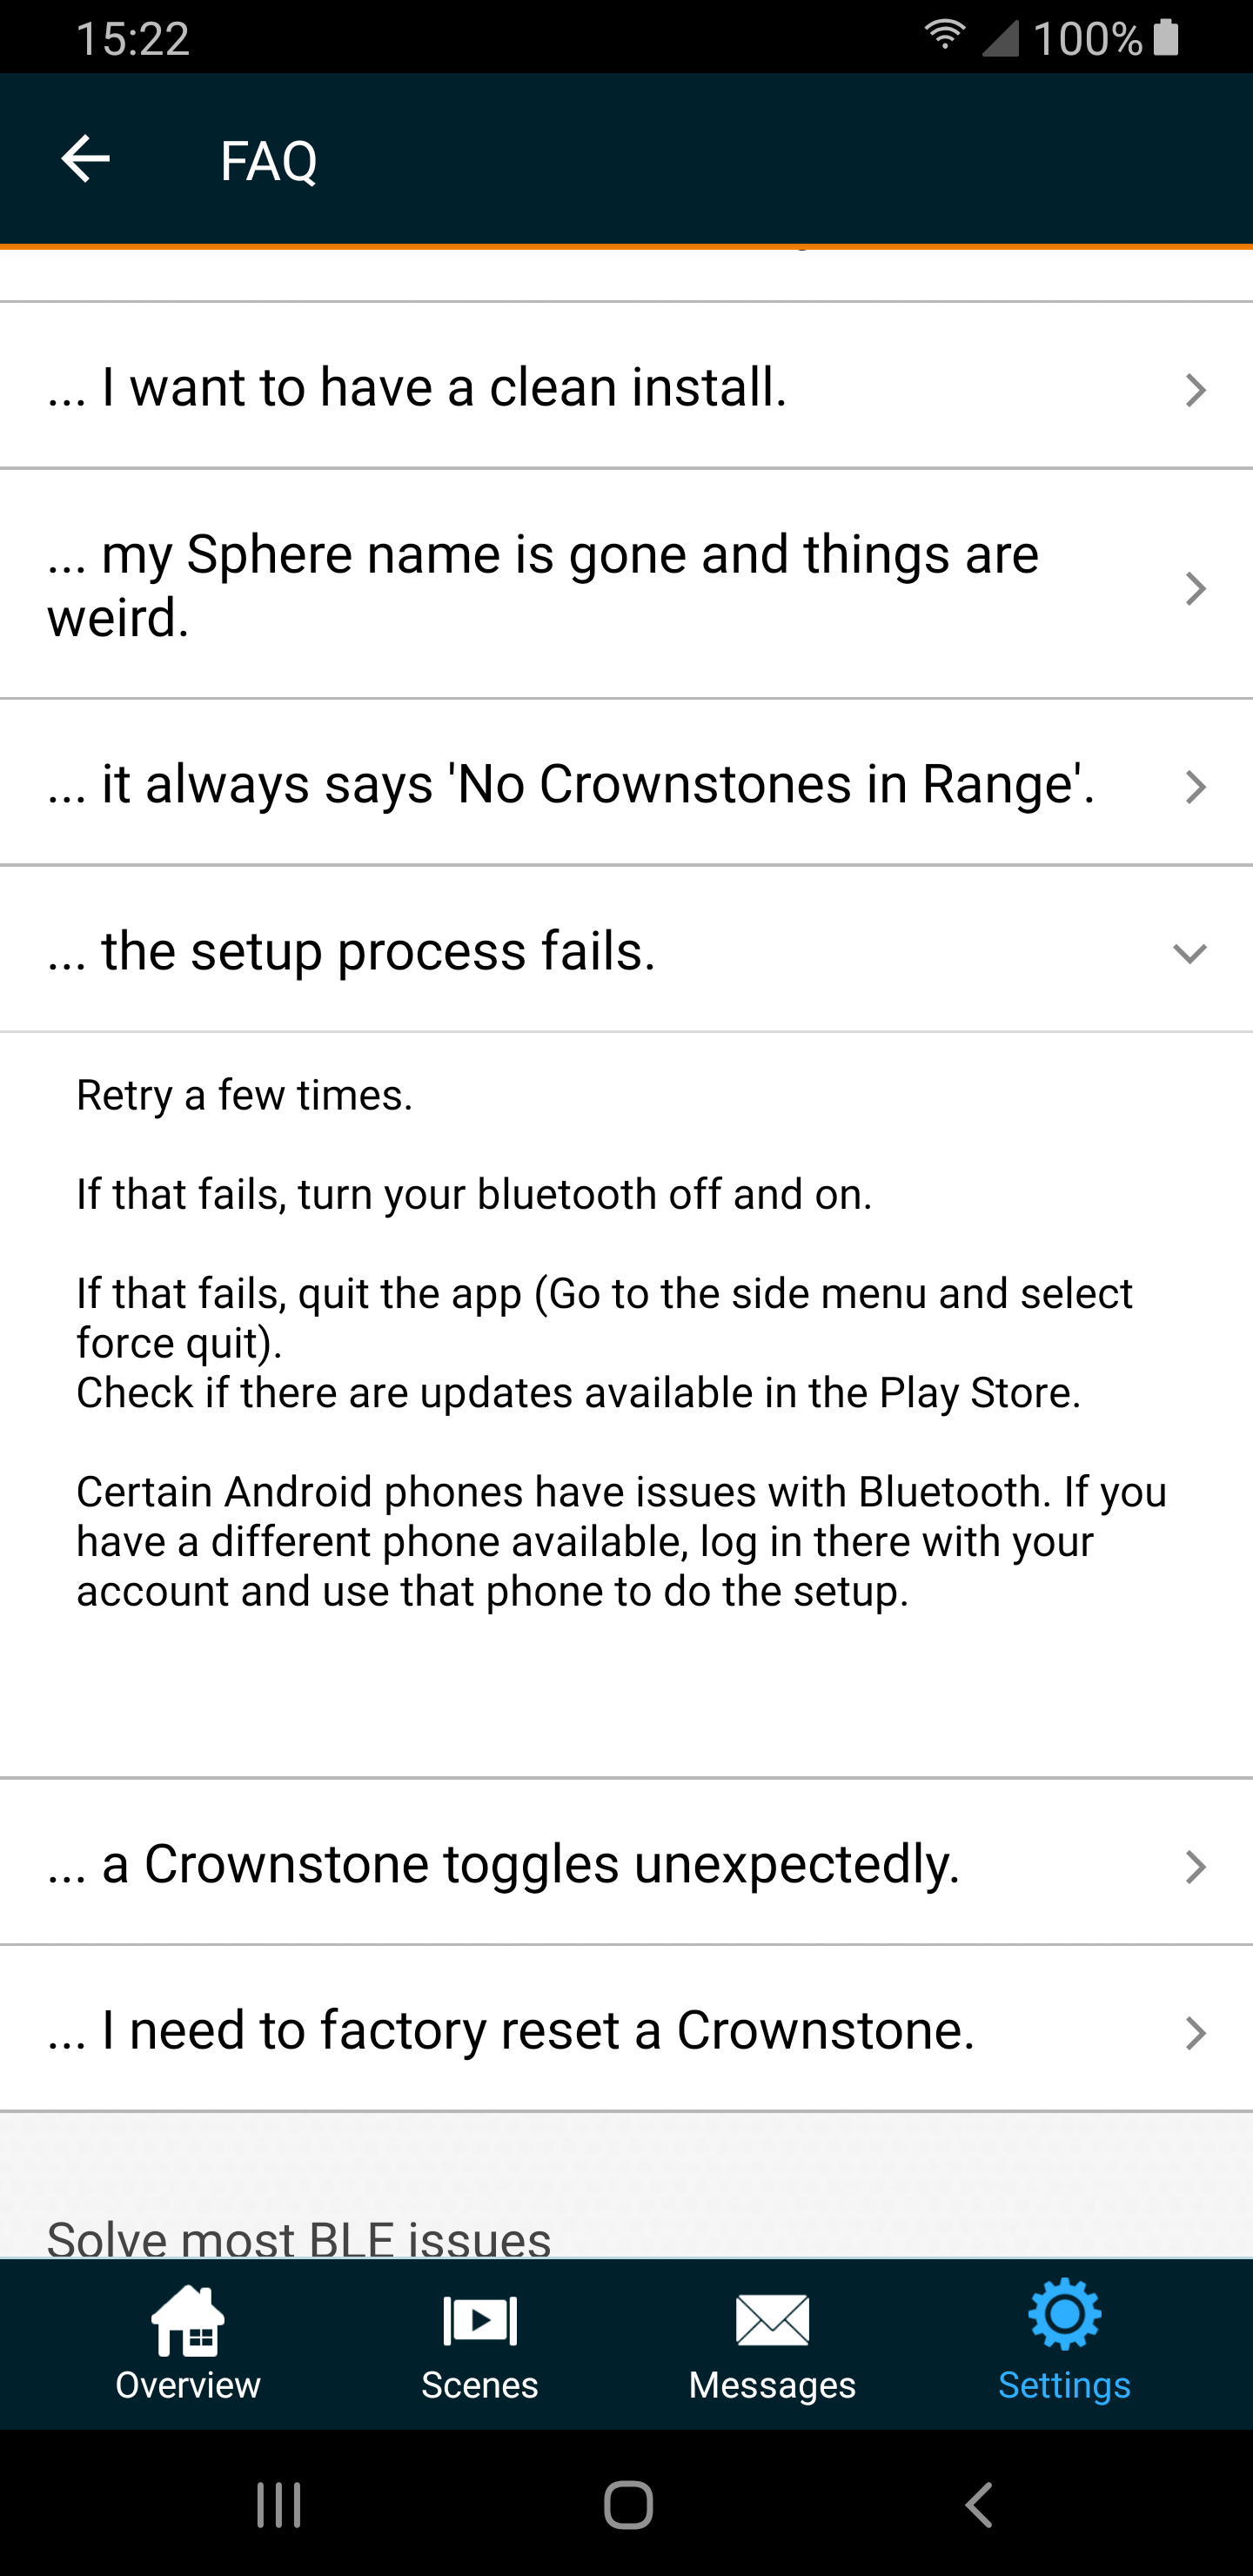 15:22
100%
FAQ
... I want to have a clean install.
... my Sphere name is gone and things are
weird.
... it always says 'No Crownstones in Range'.
... the setup process fails.
Retry a few times.
If that fails, turn your bluetooth off and on.
If that fails, quit the app (Go to the side menu and select
force quit).
Check if there are updates available in the Play Store.
Certain Android phones have issues with Bluetooth. If you
have a different phone available, log in there with your
account and use that phone to do the setup.
... a Crownstone toggles unexpectedly.
... I need to factory reset a Crownstone.
Solve most BLE issues
Overview
Scenes
Messages
Settings